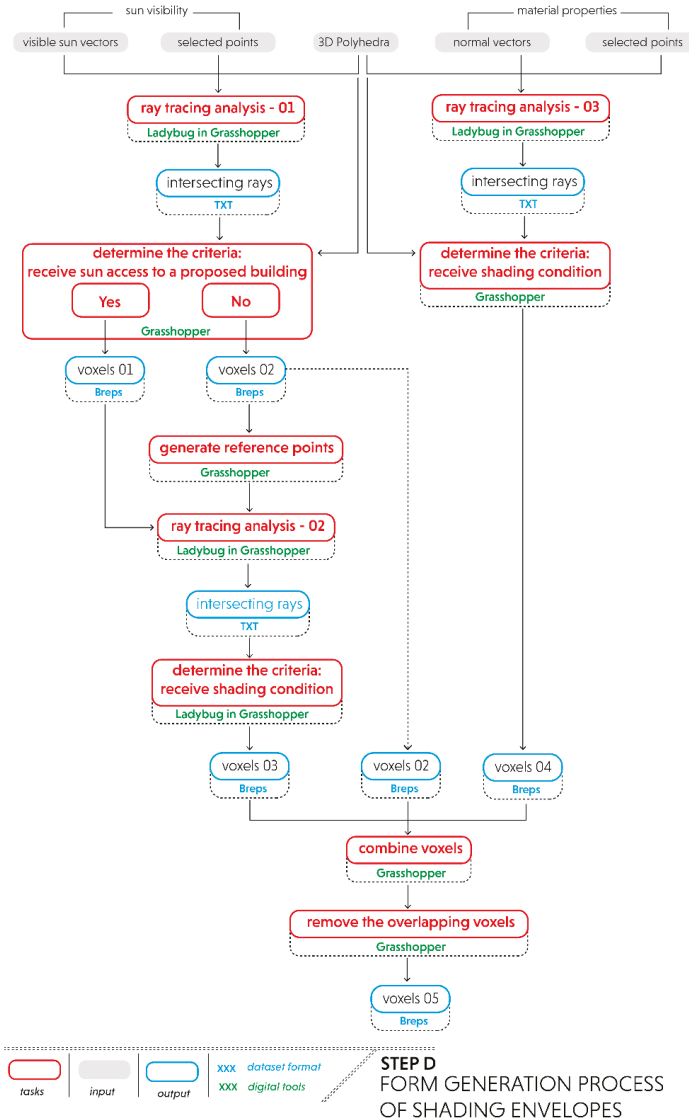 sun visibility
material properties
visible sun vectors
selected points
3D Polyhedra
normal vectors
selected points
ray tracing analysis - 01
Ladybug in Grasshopper
ray tracing analysis - 03
Ladybug in Grasshopper
intersecting rays
TXT
intersecting rays
TXT
determine the criteria:
receive sun access to a proposed building
Yes
No
Grasshopper
determine the criteria:
receive shading condition
Grasshopper
voxels 01
Breps
voxels 02
Breps
generate reference points
Grasshopper
ray tracing analysis - 02
Ladybug in Grasshopper
intersecting rays
TXT
determine the criteria:
receive shading condition
Ladybug in Grasshopper
voxels 03
Breps
voxels 02
Breps
voxels 04
Breps
combine voxels
Grasshopper
remove the overlapping voxels
Grasshopper
voxels 05
Breps
tasks
input
output
XXX dataset format
XXX digital tools
STEP D
FORM GENERATION PROCESS
OF SHADING ENVELOPES